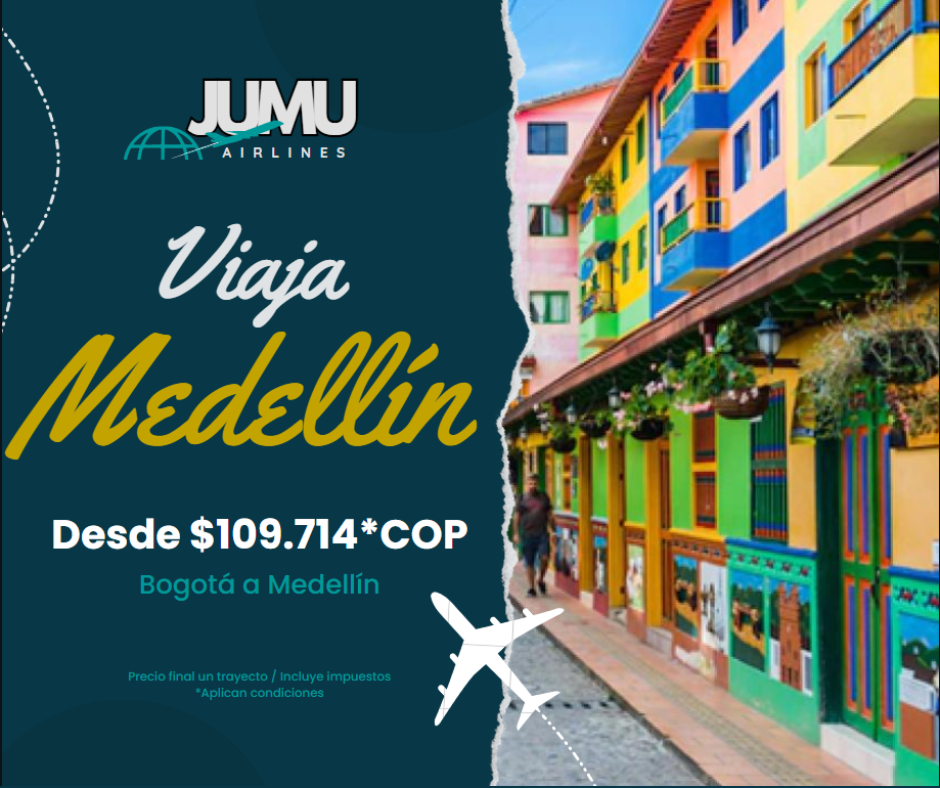 JUMU
AIRLINES
Viaja
Medellín
Desde $109.714*COP
Bogotá a Medellín
Precio final un trayecto / Incluye impuestos
*Aplican condiciones